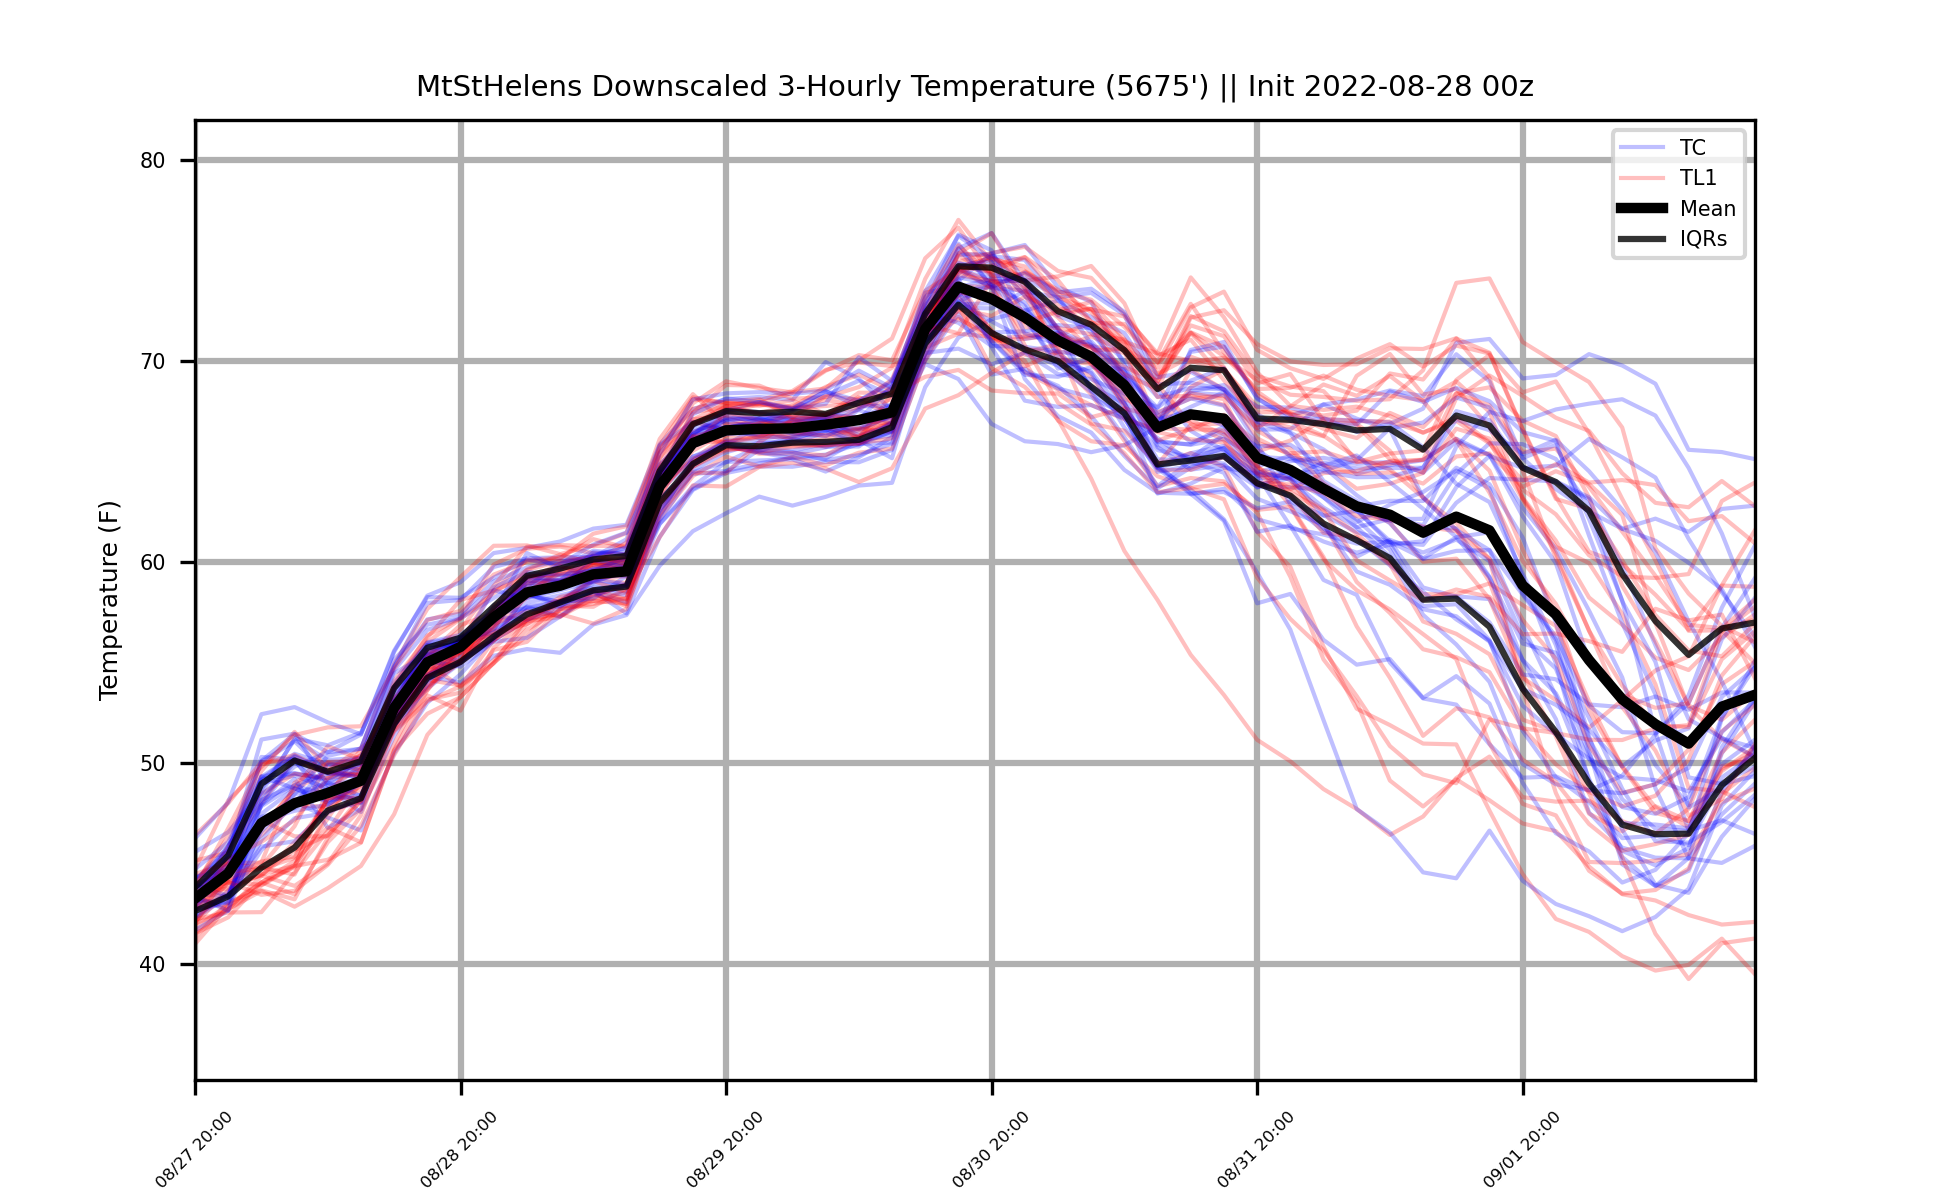 MtStHelens Downscaled 3-Hourly Temperature (5675') || Init 2022-08-28 00z
TC
TL1
Mean
IQRs
Temperature (F)
80
70
60
50
40
08/27 20:00
08/28 20:00
08/29 20:00
08/30 20:00
08/31 20:00
09/01 20:00